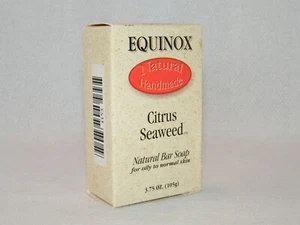 EQUINOX
Natural
Handmade
Citrus
Seaweed
Natural Bar Soap
for oily to normal skin
3.75 OZ. (105g)